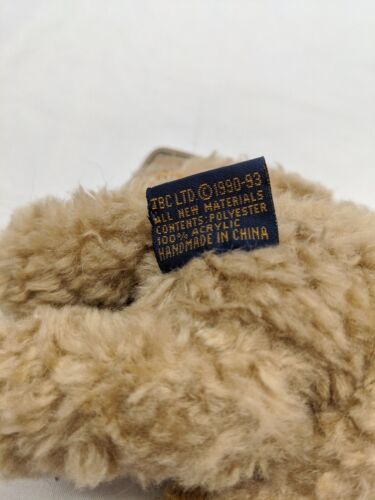 TBC LTD. ©1990-93
ALL NEW MATERIALS
CONTENTS: POLYESTER
100% ACRYLIC
HANDMADE IN CHINA